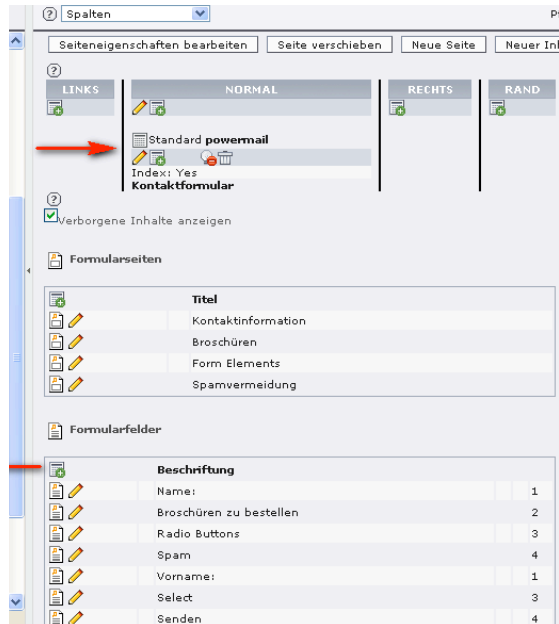 Spalten
Seiteneigenschaften bearbeiten Seite verschieben Neue Seite Neuer
LINKS NORMAL RECHTS RAND
Standard powermail
Index: Yes
Kontaktformular
Verborgene Inhalte anzeigen
Formularseiten
Titel
Kontaktinformation
Broschüren
Form Elements
Spamvermeidung
Formularfelder
Beschriftung
Name: 1
Broschüren zu bestellen 2
Radio Buttons 3
Spam 4
Vorname: 1
Select 3
Senden 4